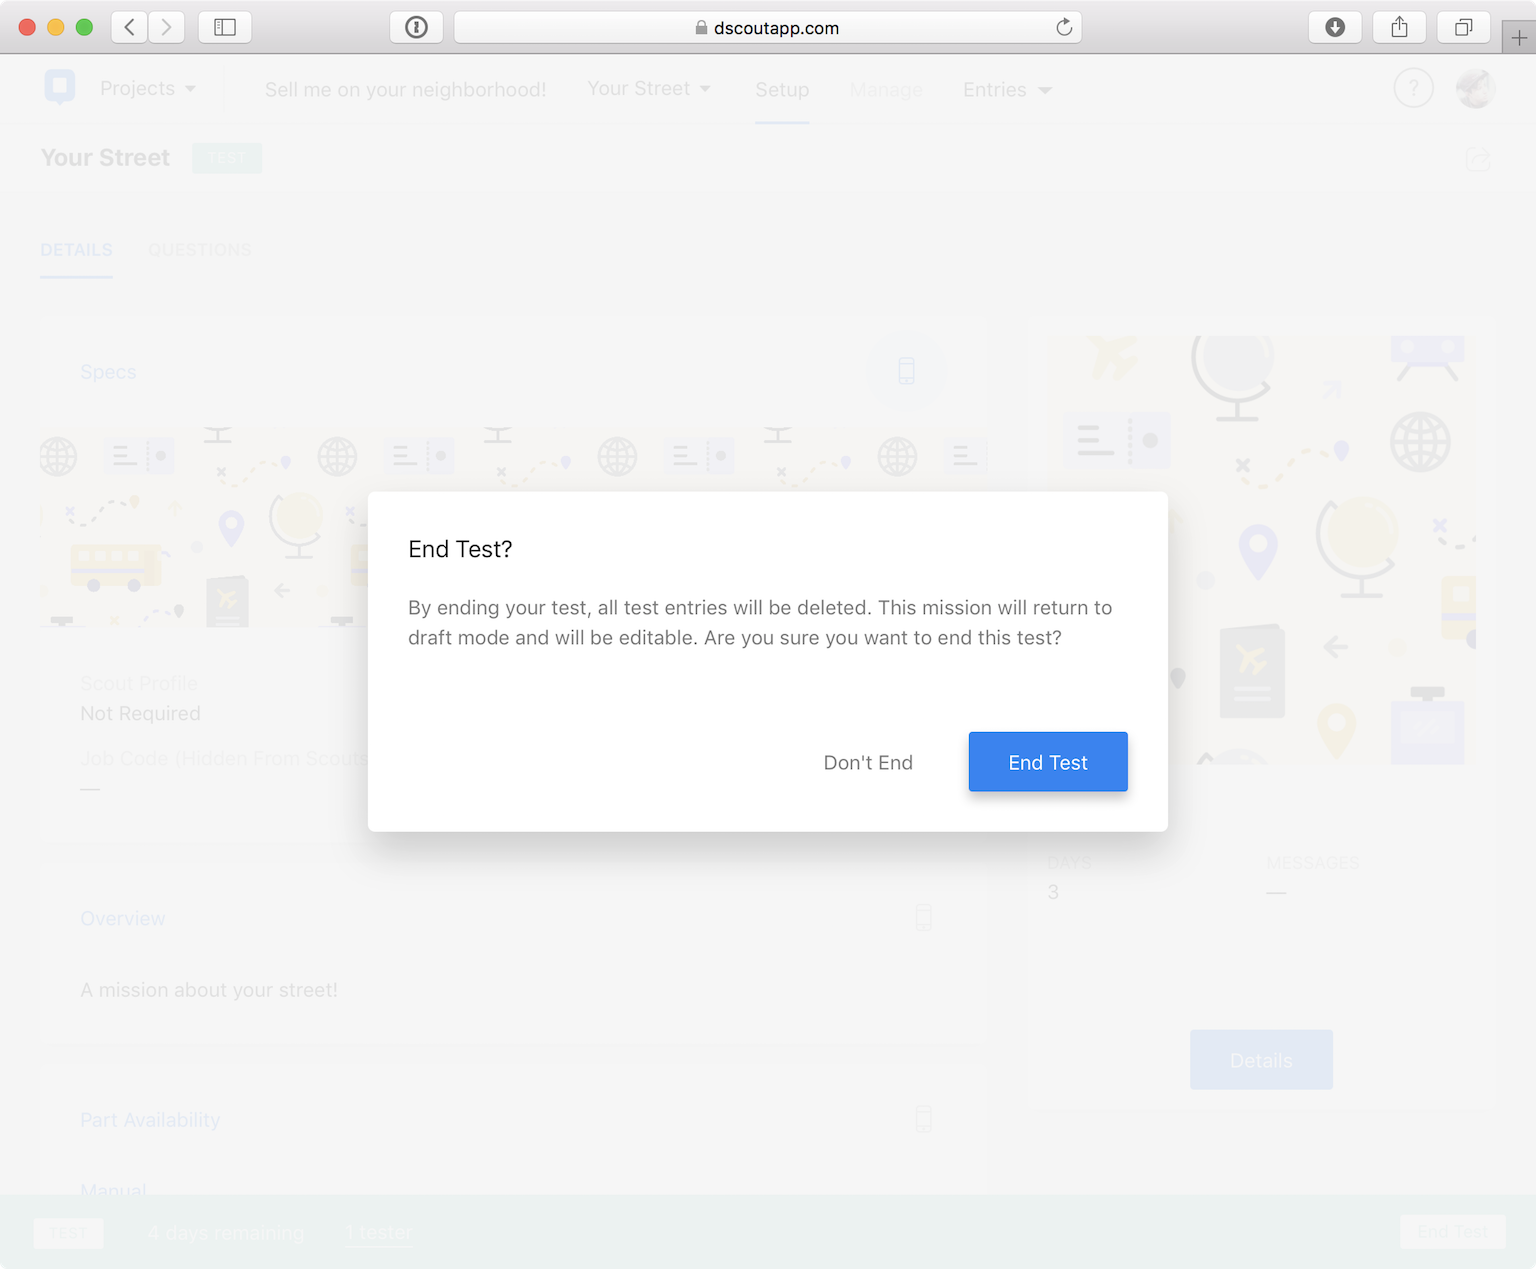 dscoutapp.com
Projects
Sell me on your neighborhood!
Your Street
Setup
Manage
Entries
?
Your Street
TEST
DETAILS
QUESTIONS
Specs
Scout Profile
Not Required
Job Code (Hidden From Scouts
—
End Test?
By ending your test, all test entries will be deleted. This mission will return to
draft mode and will be editable. Are you sure you want to end this test?
Don't End
End Test
DAYS
3
MESSAGES
—
Overview
A mission about your street!
Details
Part Availability
Manual
TEST
4 days remaining
1 tester
End Test